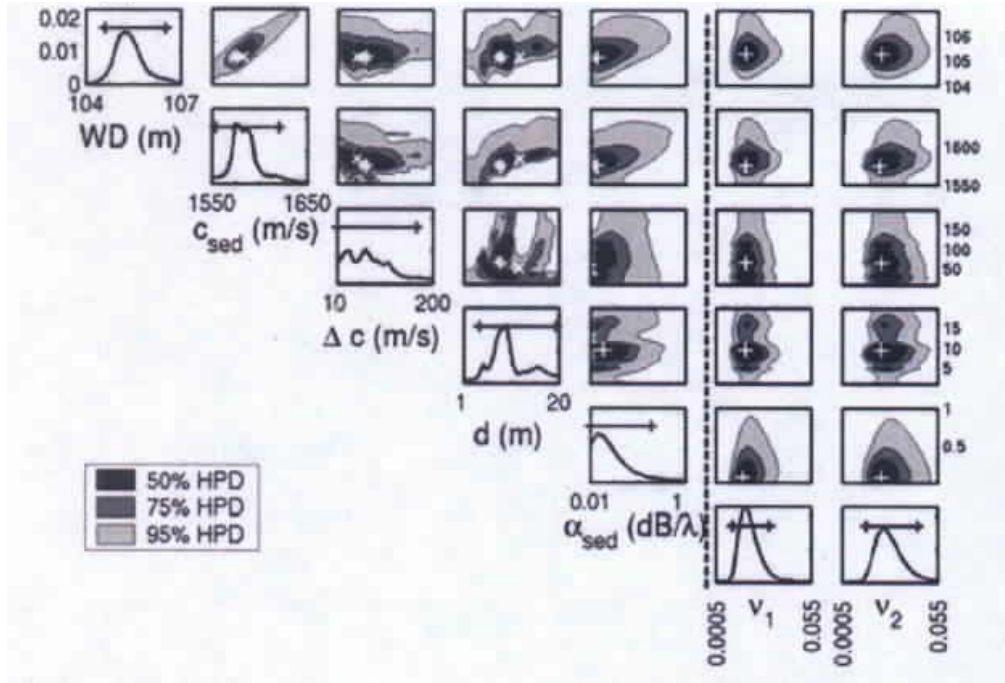 0.02
0.01
0
104 107
WD (m)
106
105
104
1550 1650
c_sed (m/s)
1600
1550
10 200
Δ c (m/s)
150
100
50
1 20
d (m)
15
10
5
0.01 1
α_sed (dB/λ)
1
0.5
50% HPD
75% HPD
95% HPD
0.0005 ν_1 0.055
0.0005 ν_2 0.055